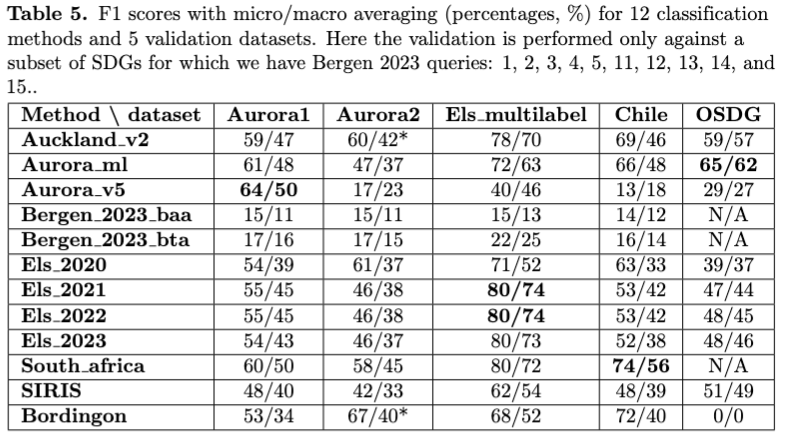 Table 5. F1 scores with micro/macro averaging (percentages, %) for 12 classification
methods and 5 validation datasets. Here the validation is performed only against a
subset of SDGs for which we have Bergen 2023 queries: 1, 2, 3, 4, 5, 11, 12, 13, 14, and
15..
Method \ dataset Aurora1 Aurora2 Els_multilabel Chile OSDG
Auckland_v2 59/47 60/42* 78/70 69/46 59/57
Aurora_ml 61/48 47/37 72/63 66/48 65/62
Aurora_v5 64/50 17/23 40/46 13/18 29/27
Bergen_2023_baa 15/11 15/11 15/13 14/12 N/A
Bergen_2023_bta 17/16 17/15 22/25 16/14 N/A
Els_2020 54/39 61/37 71/52 63/33 39/37
Els_2021 55/45 46/38 80/74 53/42 47/44
Els_2022 55/45 46/38 80/74 53/42 48/45
Els_2023 54/43 46/37 80/73 52/38 48/46
South_africa 60/50 58/45 80/72 74/56 N/A
SIRIS 48/40 42/33 62/54 48/39 51/49
Bordingon 53/34 67/40* 68/52 72/40 0/0